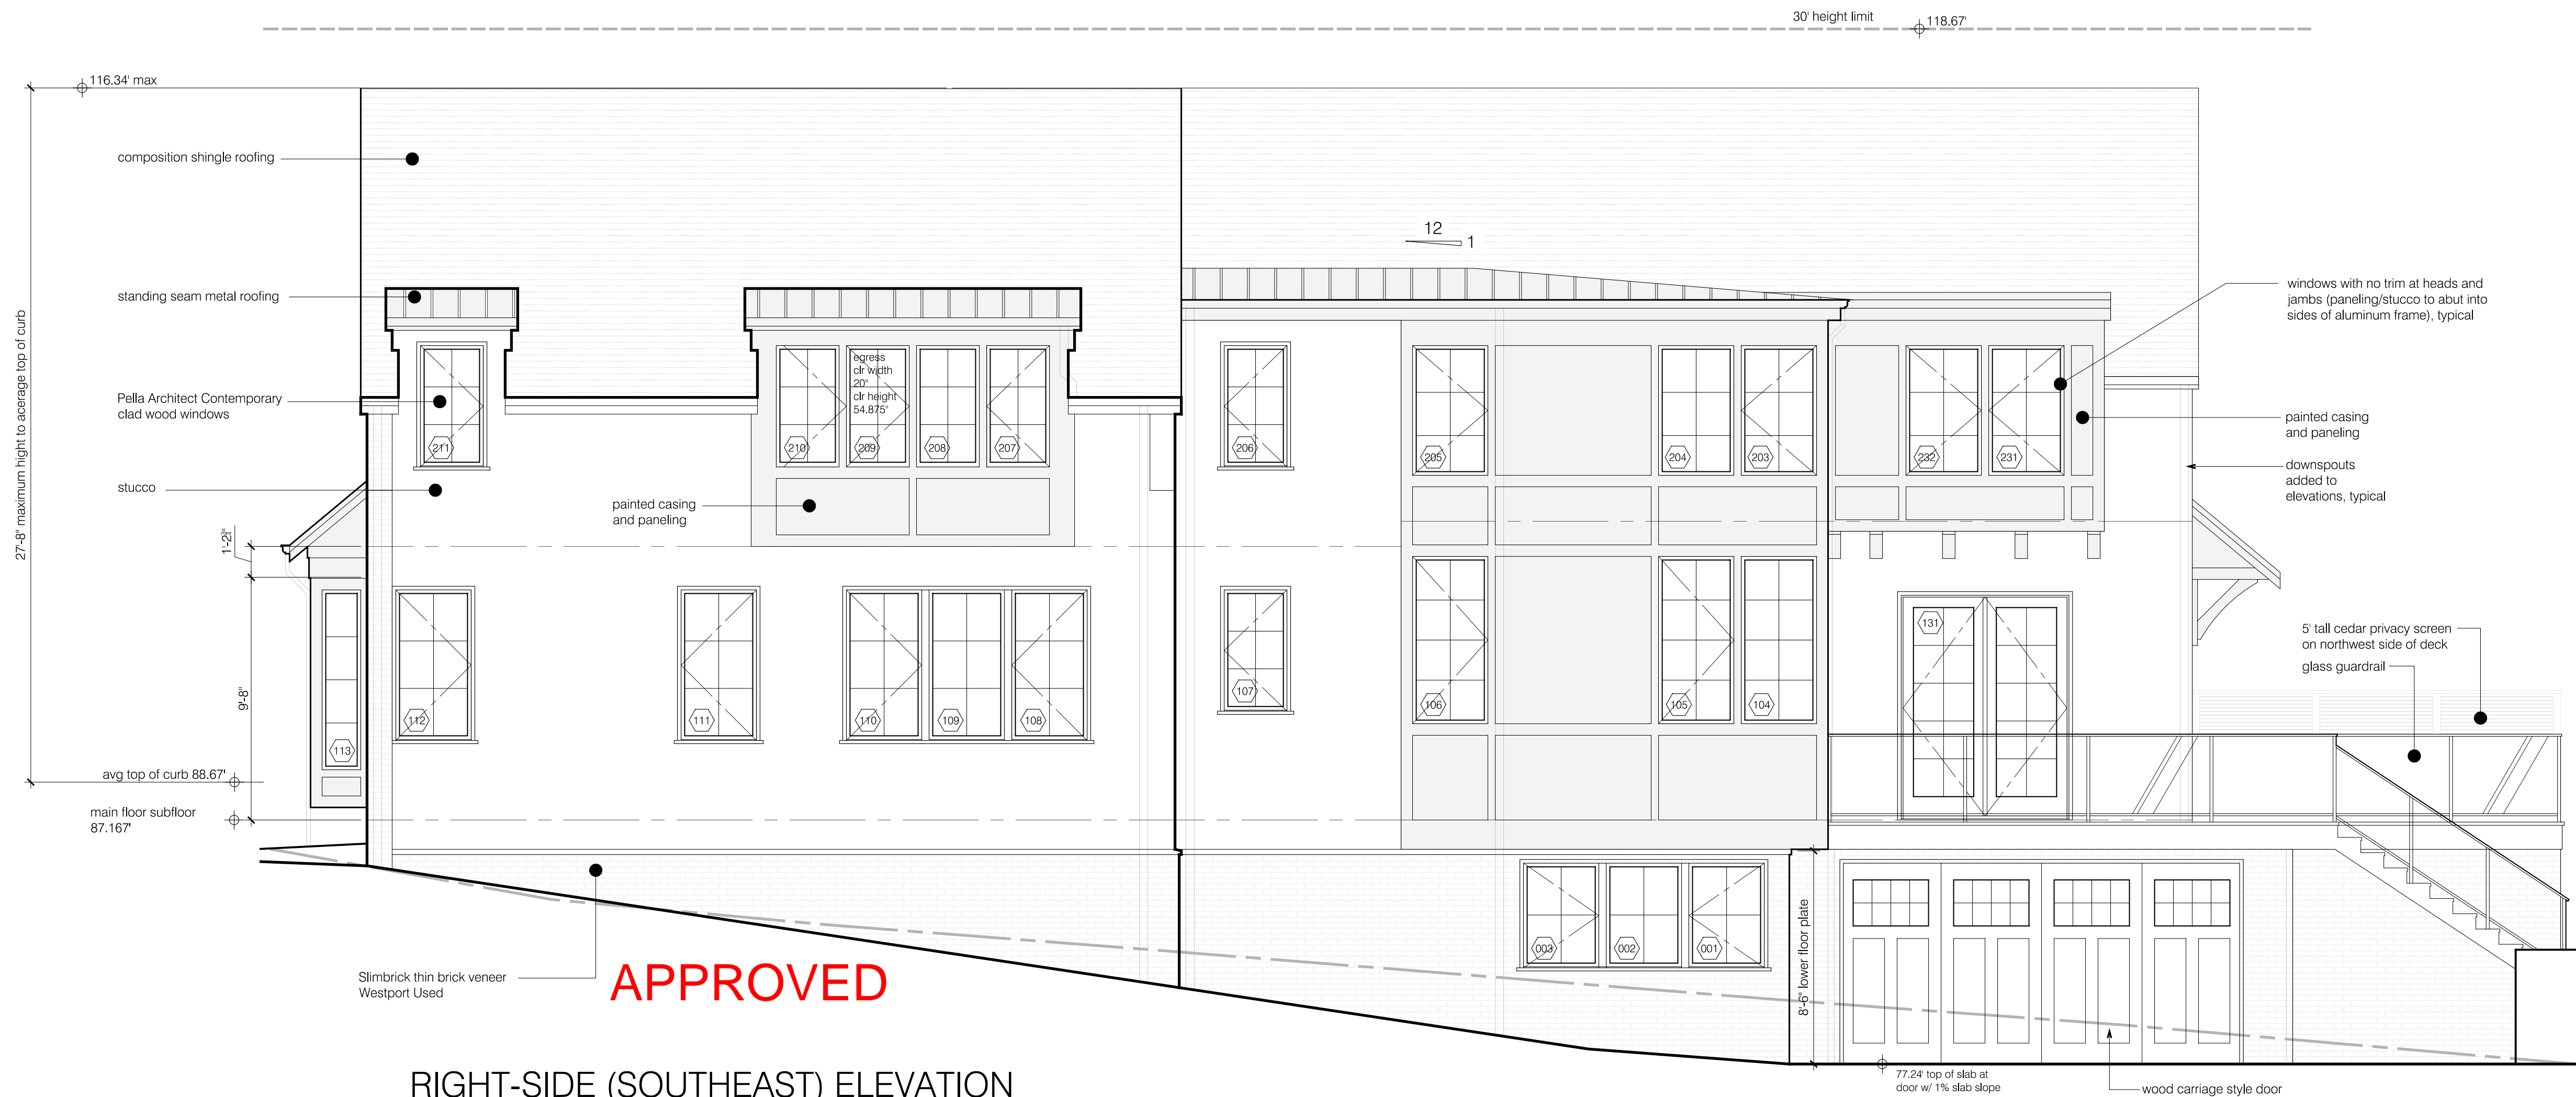 30' height limit
118.67'
116.34' max
composition shingle roofing
12
1
standing seam metal roofing
windows with no trim at heads and
jambs (paneling/stucco to abut into
sides of aluminum frame), typical
27'-8" maximum hight to acerage top of curb
egress
clr width
20"
clr height
54.875"
Pella Architect Contemporary
clad wood windows
painted casing
and paneling
211
210
209
208
207
206
205
204
203
232
231
downspouts
added to
elevations, typical
stucco
painted casing
and paneling
1'-2⅜"
9'-8"
131
5' tall cedar privacy screen
on northwest side of deck
glass guardrail
113
112
111
110
109
108
107
106
105
104
avg top of curb 88.67'
main floor subfloor
87.167'
003
002
001
8'-6" lower floor plate
Slimbrick thin brick veneer
Westport Used
APPROVED
RIGHT-SIDE (SOUTHEAST) ELEVATION
77.24' top of slab at
door w/ 1% slab slope
wood carriage style door